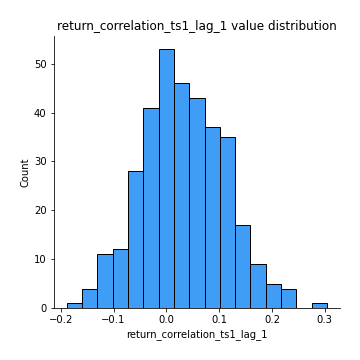 return_correlation_ts1_lag_1 value distribution
50
40
30
20
10
0
Count
−0.2 −0.1 0.0 0.1 0.2 0.3
return_correlation_ts1_lag_1